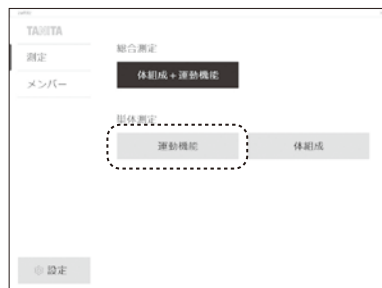 TANITA
測定
メンバー
総合測定
体組成＋運動機能
単体測定
運動機能
体組成
設定